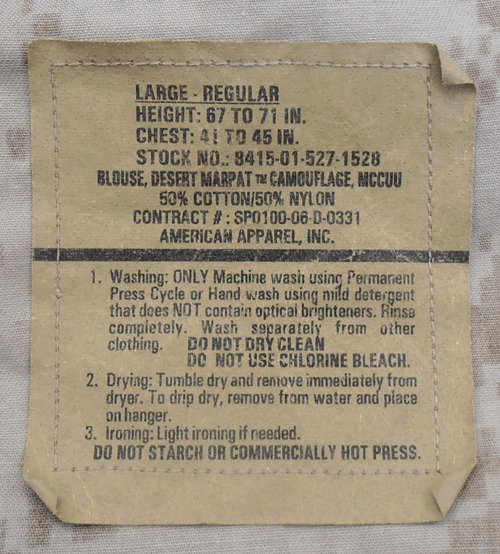 LARGE - REGULAR
HEIGHT: 67 TO 71 IN.
CHEST: 41 TO 45 IN.
STOCK NO.: 8415-01-527-1528
BLOUSE, DESERT MARPAT ™ CAMOUFLAGE, MCCUU
50% COTTON/50% NYLON
CONTRACT # : SP0100-06-D-0331
AMERICAN APPAREL, INC.
1. Washing: ONLY Machine wash using Permanent
Press Cycle or Hand wash using mild detergent
that does NOT contain optical brighteners. Rinse
completely. Wash separately from other
clothing. DO NOT DRY CLEAN
DO NOT USE CHLORINE BLEACH.
2. Drying: Tumble dry and remove immediately from
dryer. To drip dry, remove from water and place
on hanger.
3. Ironing: Light ironing if needed.
DO NOT STARCH OR COMMERCIALLY HOT PRESS.